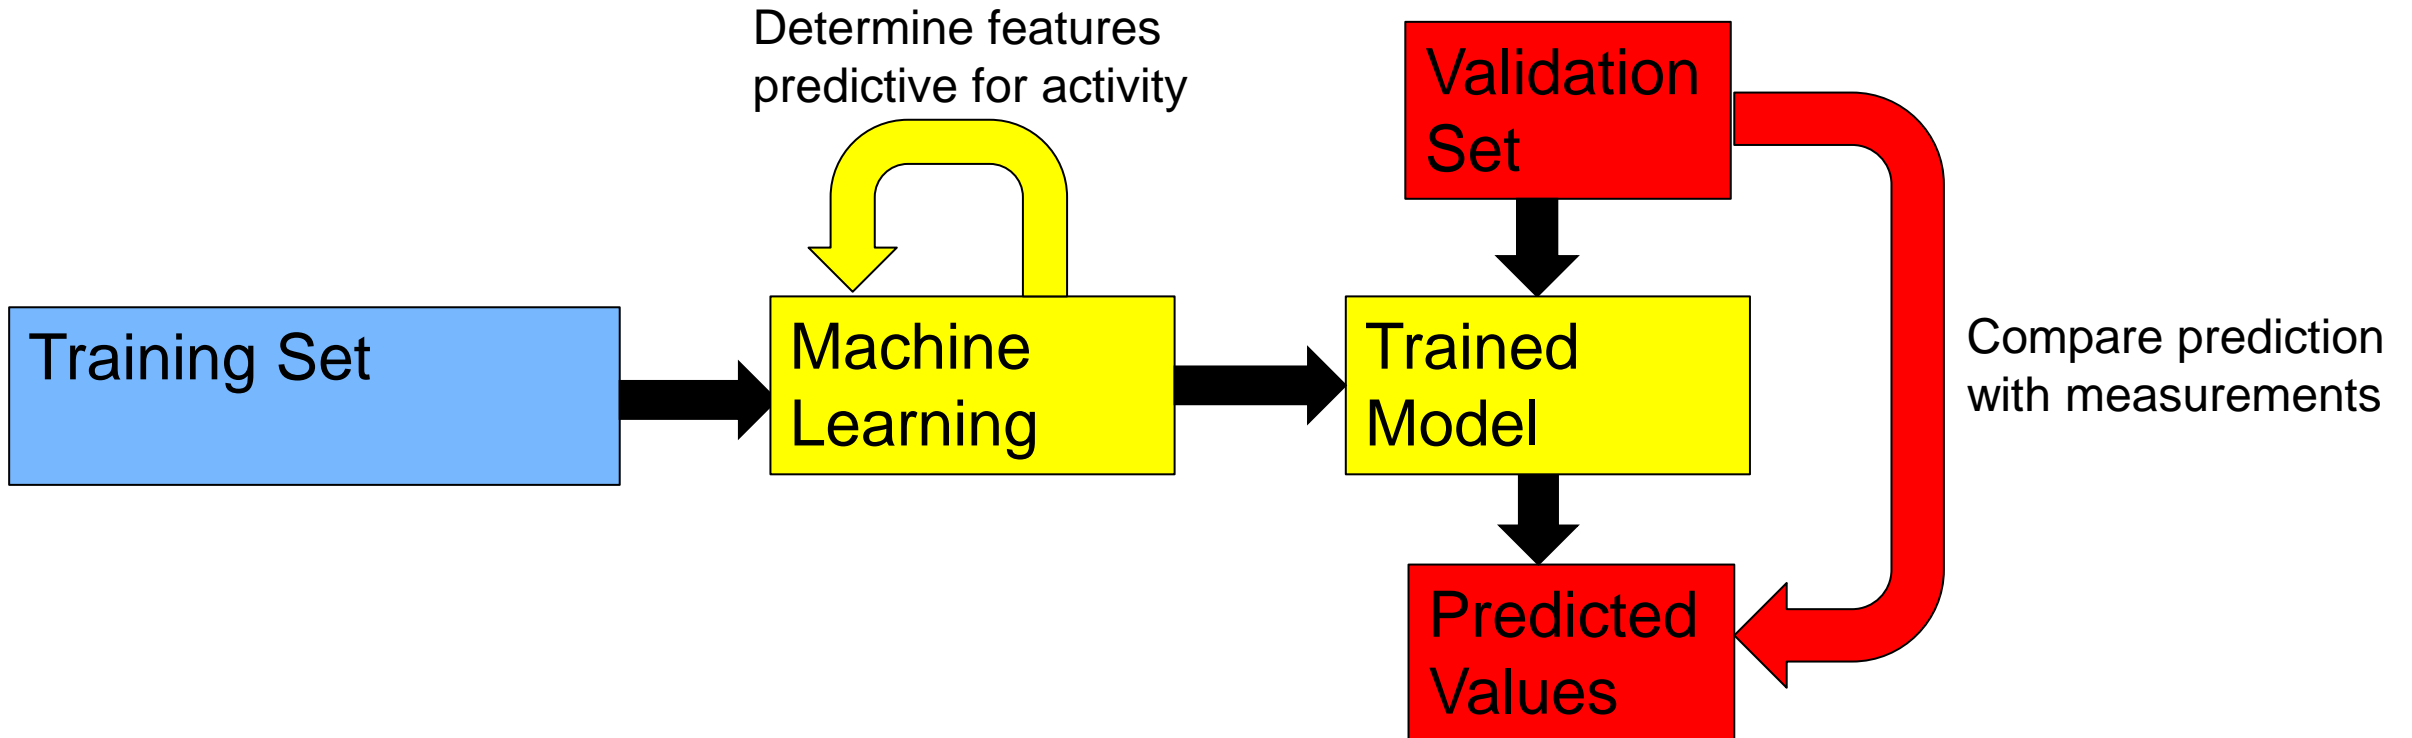 Determine features
predictive for activity
Validation
Set
Training Set
Machine
Learning
Trained
Model
Compare prediction
with measurements
Predicted
Values